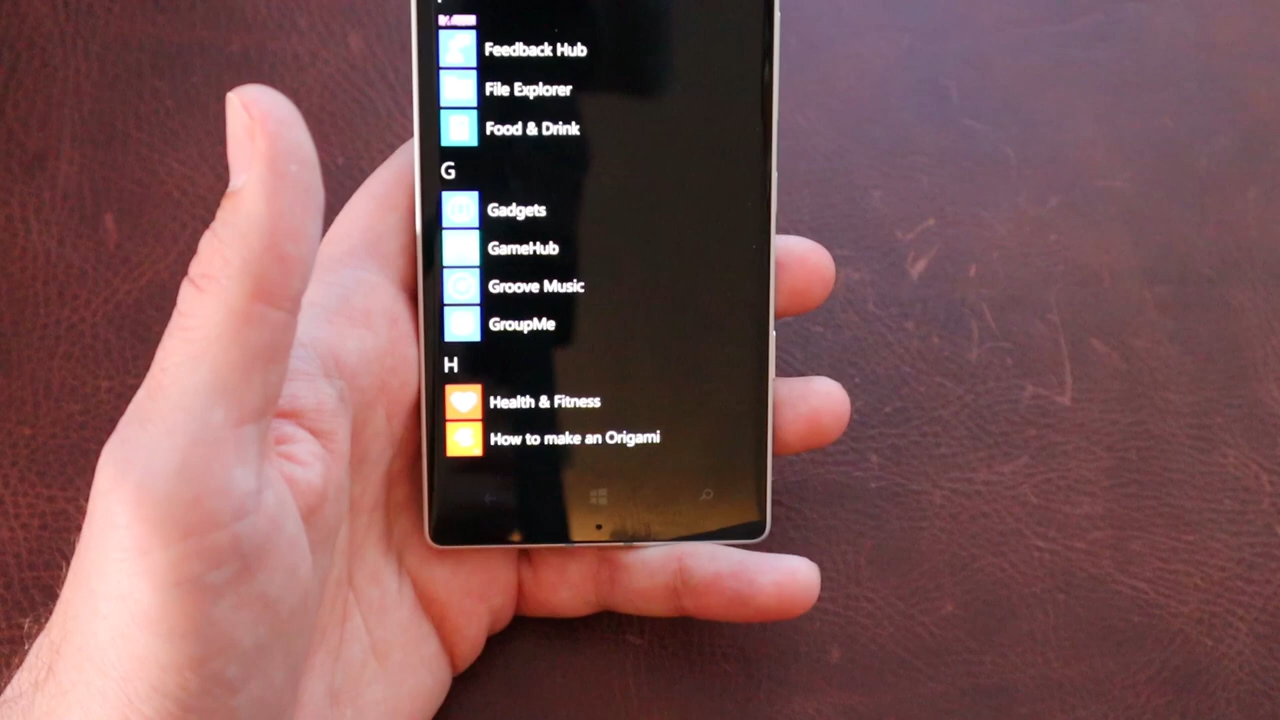 Feedback Hub
File Explorer
Food & Drink
G
Gadgets
GameHub
Groove Music
GroupMe
H
Health & Fitness
How to make an Origami